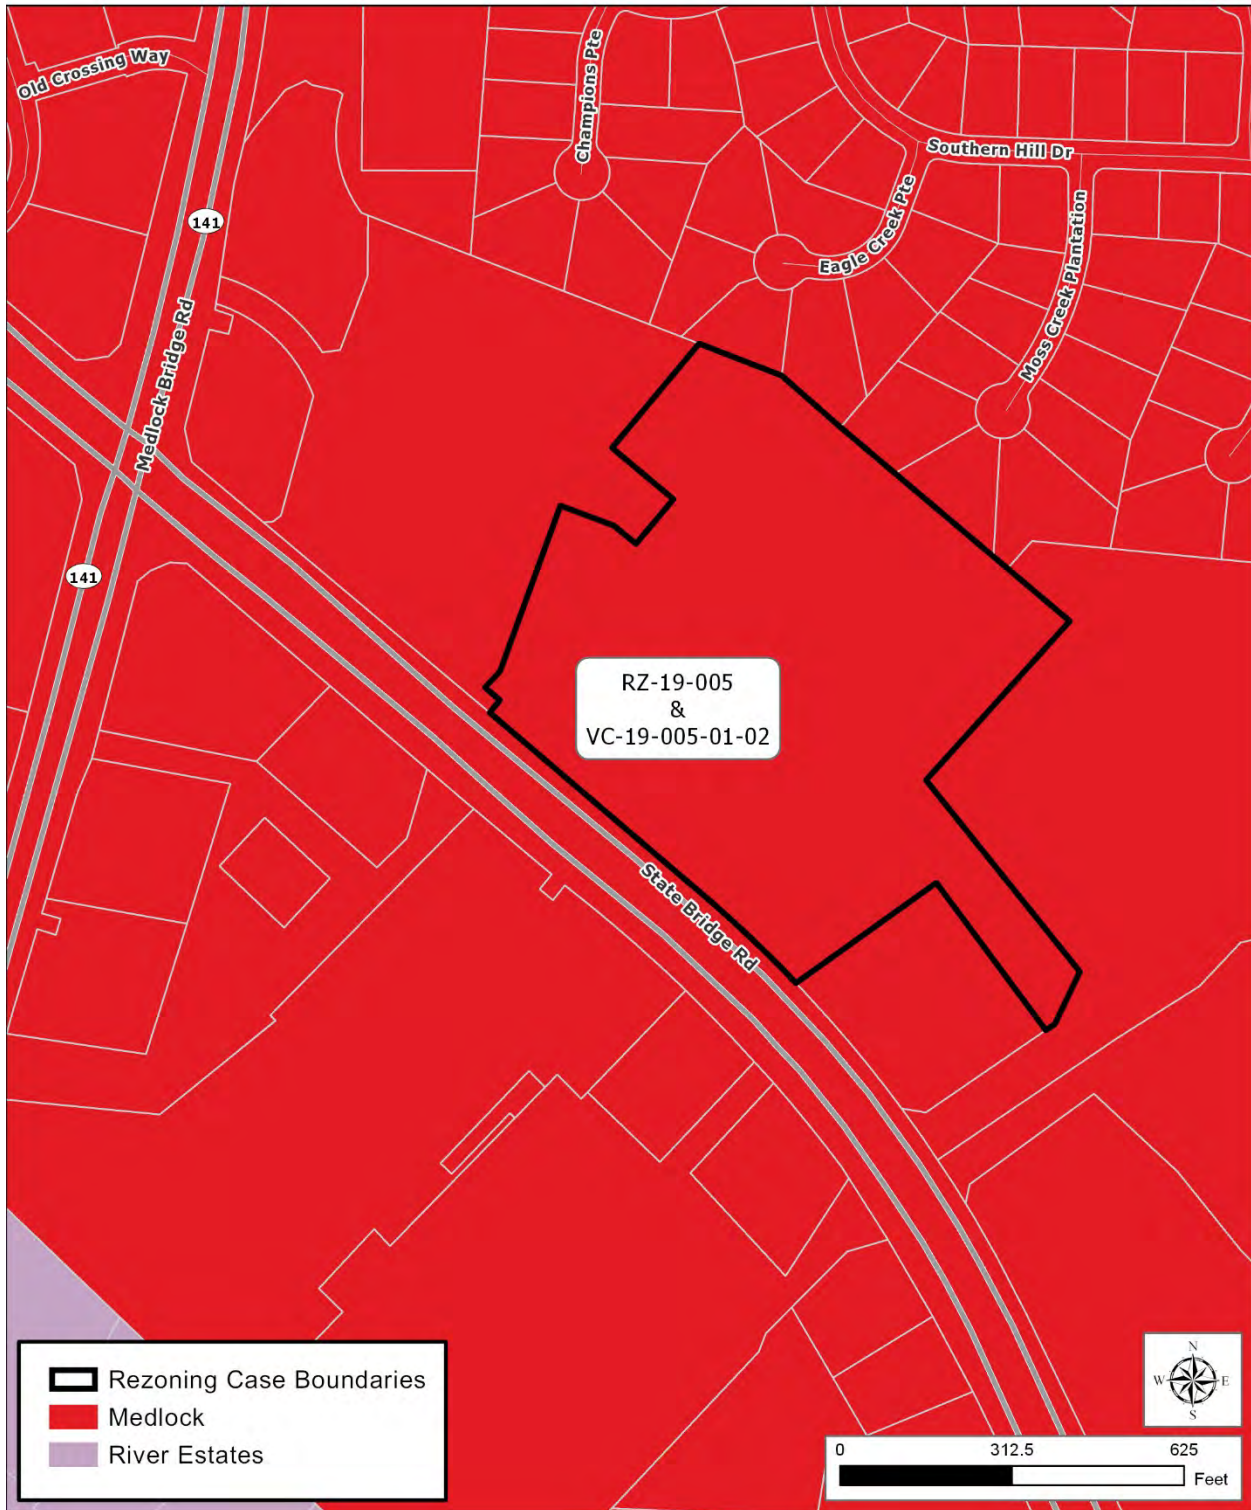 Old Crossing Way
Champions Pte
Southern Hill Dr
141
Eagle Creek Pte
Moss Creek Plantation
Medlock Bridge Rd
141
RZ-19-005
&
VC-19-005-01-02
State Bridge Rd
Rezoning Case Boundaries
Medlock
River Estates
N
W E
S
0 312.5 625
Feet